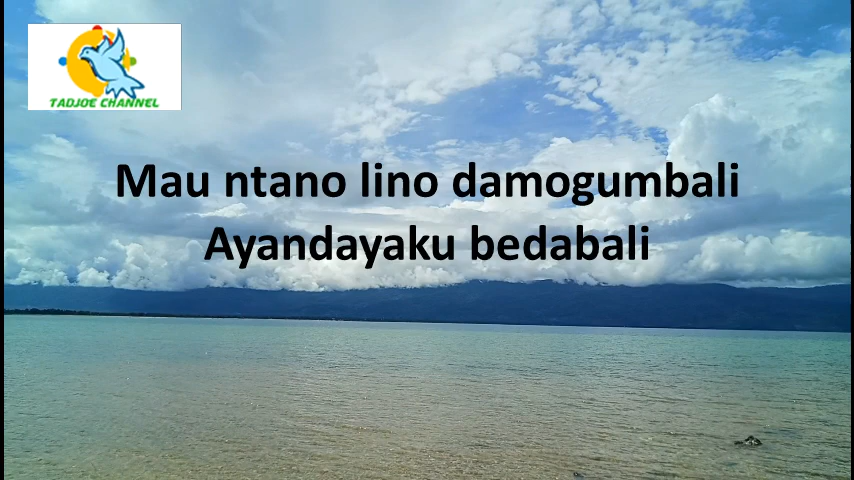 TADJOE CHANNEL
Mau ntano lino damogumbali
Ayandayaku bedabali